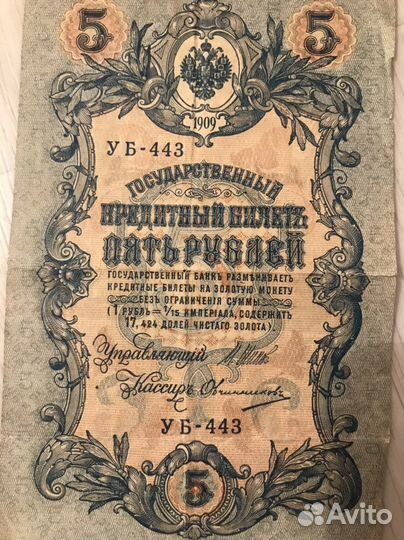 5 5
1909
УБ-443
ГОСУДАРСТВЕННЫЙ
КРЕДИТНЫЙ БИЛЕТЪ
ПЯТЬ РУБЛЕЙ
ГОСУДАРСТВЕННЫЙ БАНКЪ РАЗМѢНИВАЕТЪ
КРЕДИТНЫЕ БИЛЕТЫ НА ЗОЛОТУЮ МОНЕТУ
БЕЗЪ ОГРАНИЧЕНІЯ СУММЫ
(1 РУБЛЬ = 1/15 ИМПЕРІАЛА, СОДЕРЖИТЪ
17,424 ДОЛЕЙ ЧИСТАГО ЗОЛОТА).
Управляющій
Кассиръ Овчинниковъ
УБ-443
5
Avito